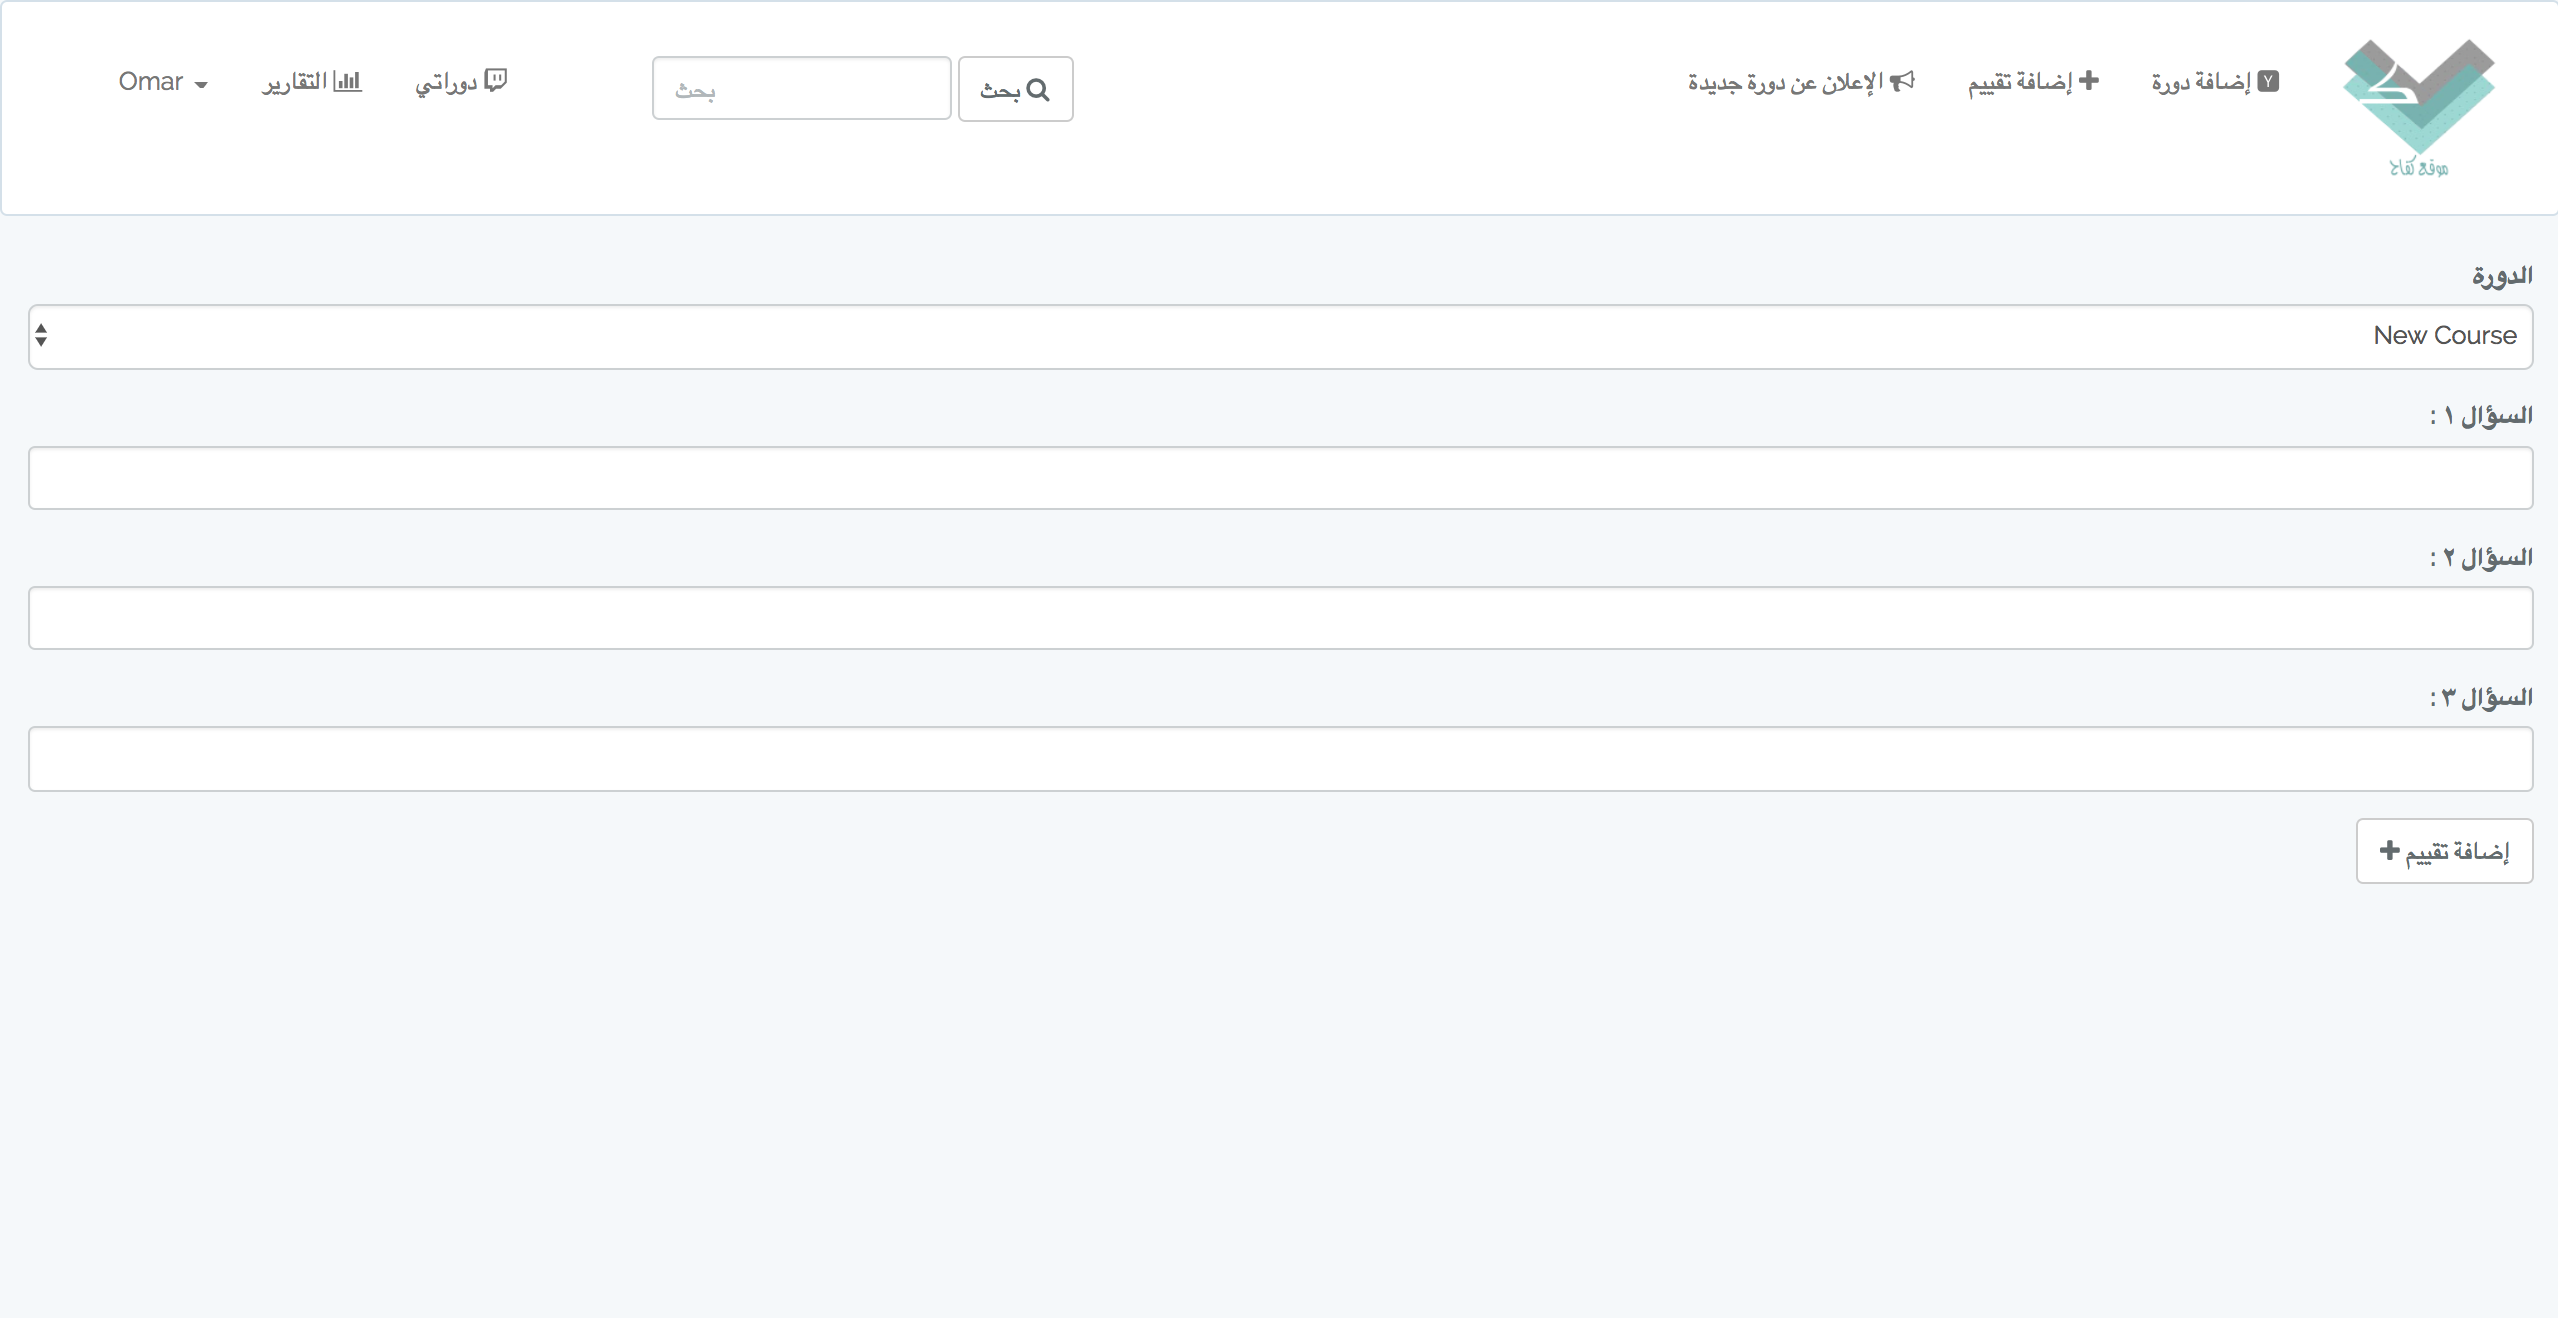 موقع كفاح
إضافة دورة
إضافة تقييم
الإعلان عن دورة جديدة
بحث
بحث
دوراتي
التقارير
Omar
الدورة
New Course
السؤال ١ :
السؤال ٢ :
السؤال ٣ :
إضافة تقييم